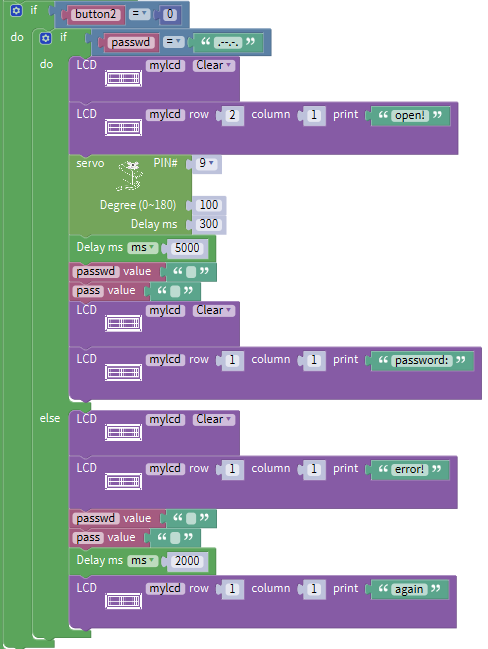 if button2 = 0
do if passwd = “ .--.-. ”
do LCD mylcd Clear
LCD mylcd row 2 column 1 print “ open! ”
servo PIN# 9
Degree (0~180) 100
Delay ms 300
Delay ms ms 5000
passwd value “ ”
pass value “ ”
LCD mylcd Clear
LCD mylcd row 1 column 1 print “ password: ”
else LCD mylcd Clear
LCD mylcd row 1 column 1 print “ error! ”
passwd value “ ”
pass value “ ”
Delay ms ms 2000
LCD mylcd row 1 column 1 print “ again ”